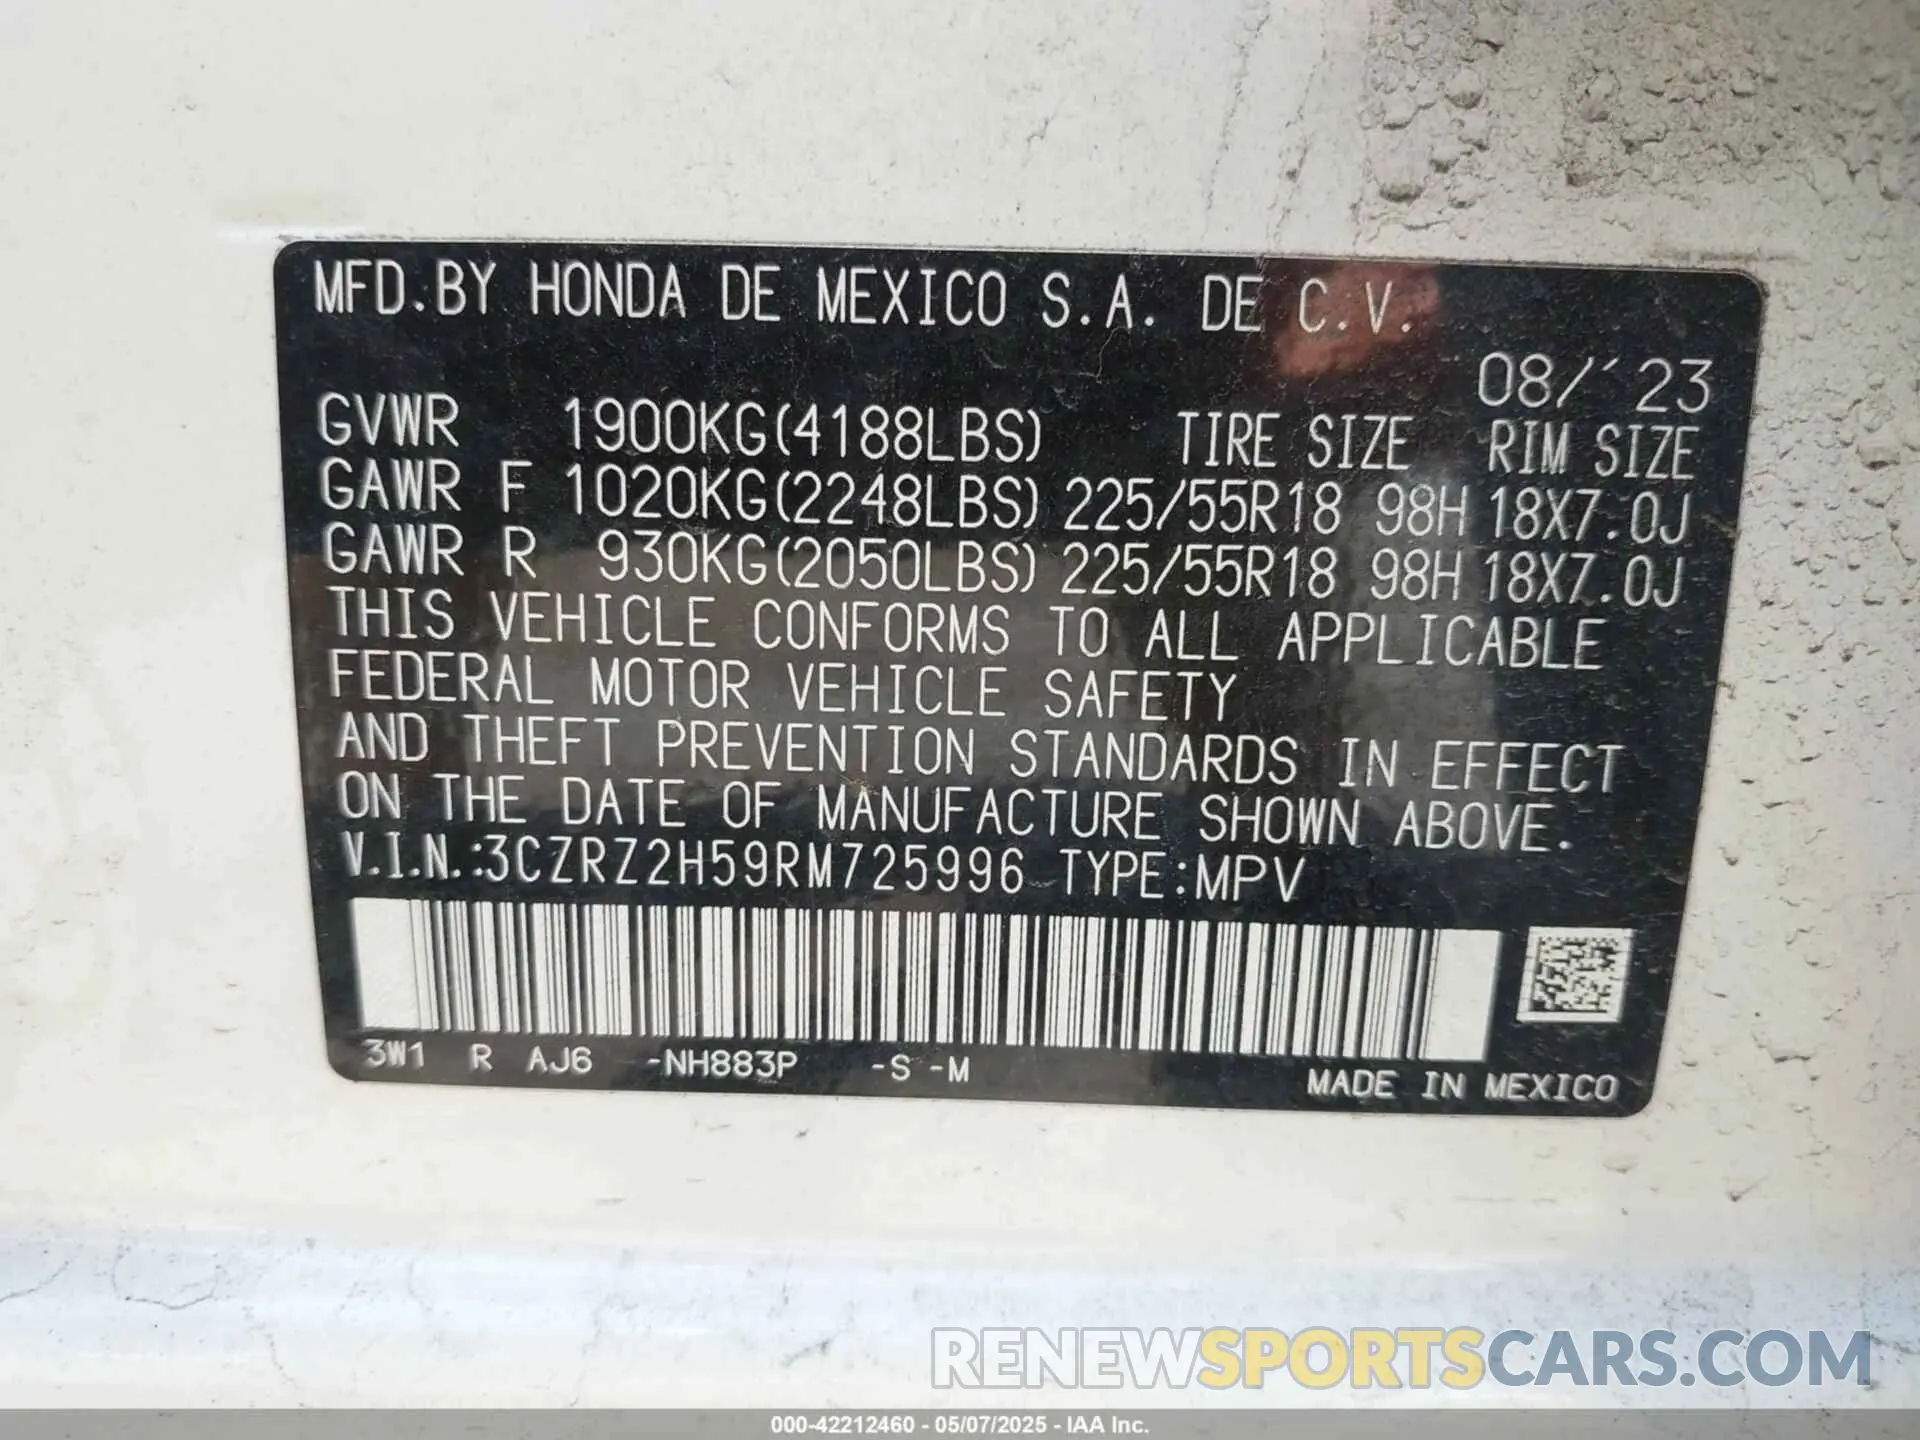 MFD.BY HONDA DE MEXICO S.A. DE C.V.
08/'23
GVWR 1900KG(4188LBS) TIRE SIZE RIM SIZE
GAWR F 1020KG(2248LBS) 225/55R18 98H 18X7.0J
GAWR R 930KG(2050LBS) 225/55R18 98H 18X7.0J
THIS VEHICLE CONFORMS TO ALL APPLICABLE
FEDERAL MOTOR VEHICLE SAFETY
AND THEFT PREVENTION STANDARDS IN EFFECT
ON THE DATE OF MANUFACTURE SHOWN ABOVE.
V.I.N.:3CZRZ2H59RM725996 TYPE:MPV
3W1 R AJ6 -NH883P -S -M
MADE IN MEXICO
RENEWSPORTSCARS.COM
000-42212460 - 05/07/2025 - IAA Inc.